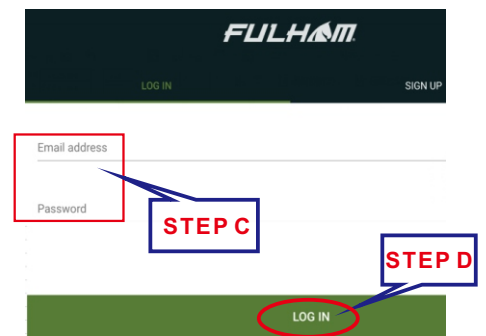 FULHAM
LOG IN SIGN UP
Email address
Password
STEP C
STEP D
LOG IN